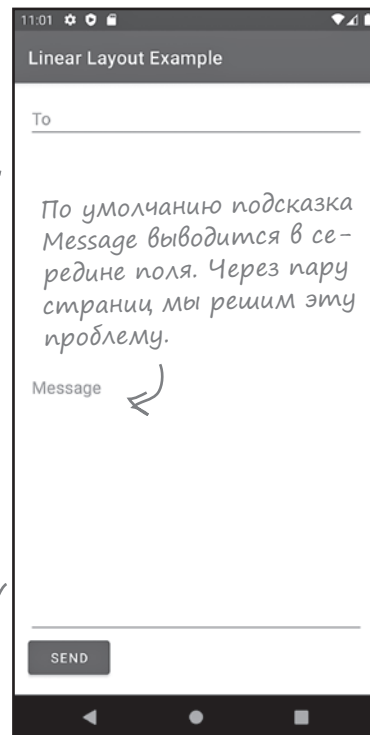 11:01
Linear Layout Example
To
По умолчанию подсказка
Message выводится в се-
редине поля. Через пару
страниц мы решим эту
проблему.
Message
SEND